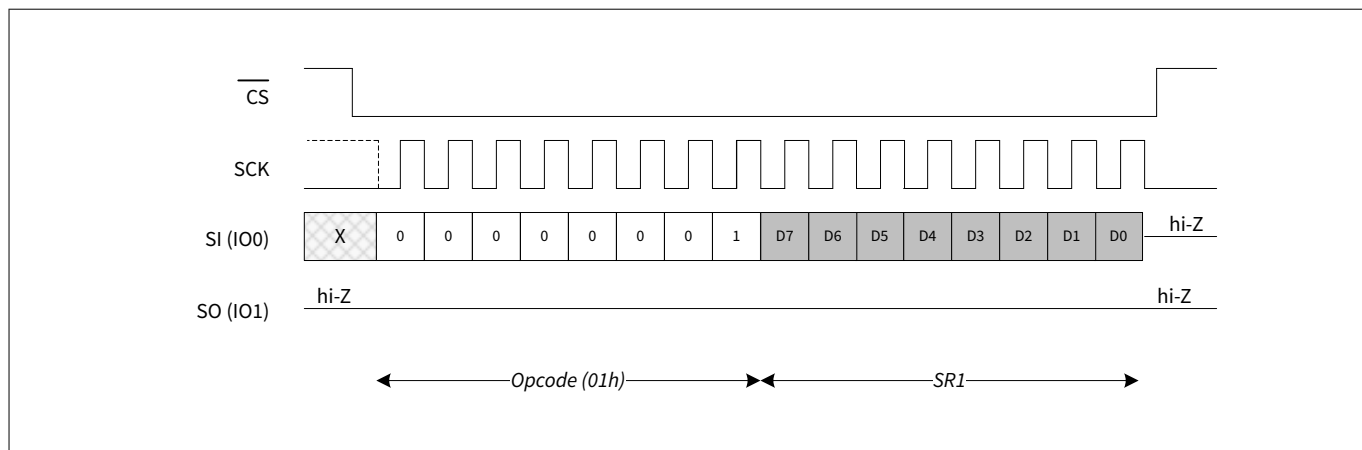 CS
SCK
SI (IO0) X 0 0 0 0 0 0 0 1 D7 D6 D5 D4 D3 D2 D1 D0 hi-Z
hi-Z hi-Z
SO (IO1)
Opcode (01h) SR1